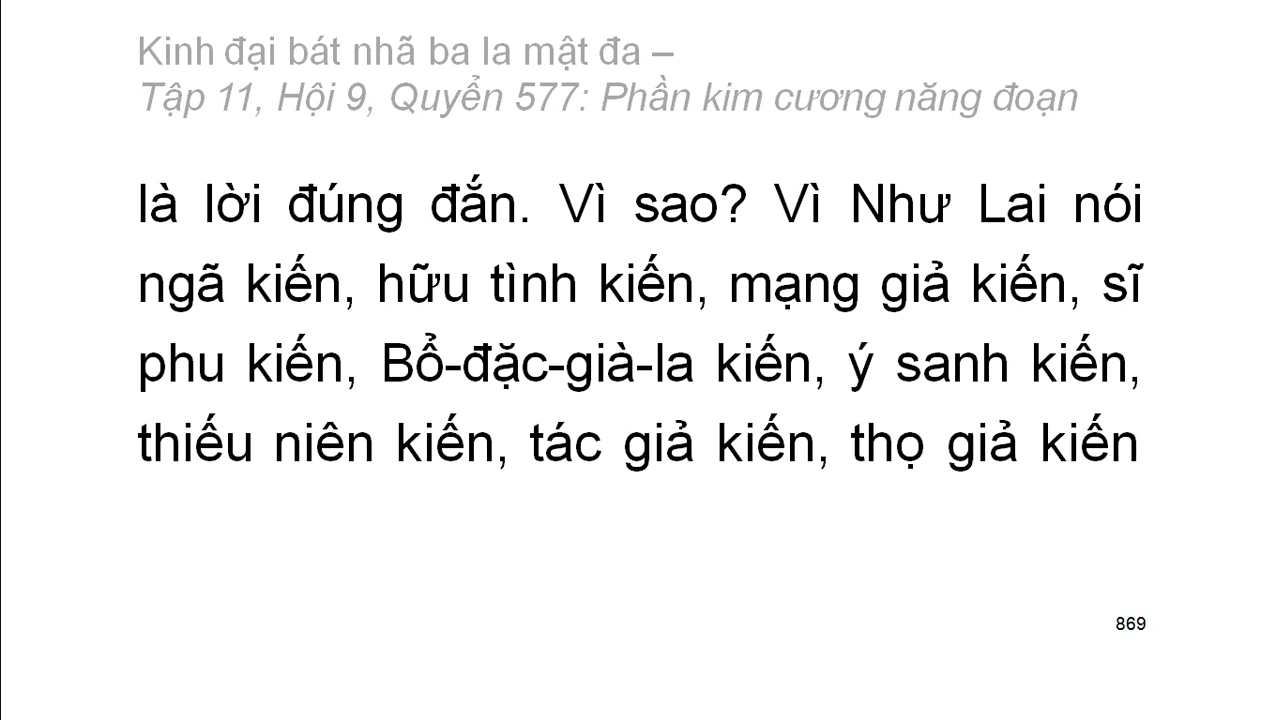 Kinh đại bát nhã ba la mật đa –
Tập 11, Hội 9, Quyển 577: Phần kim cương năng đoạn
là lời đúng đắn. Vì sao? Vì Như Lai nói
ngã kiến, hữu tình kiến, mạng giả kiến, sĩ
phu kiến, Bổ-đặc-già-la kiến, ý sanh kiến,
thiếu niên kiến, tác giả kiến, thọ giả kiến
869